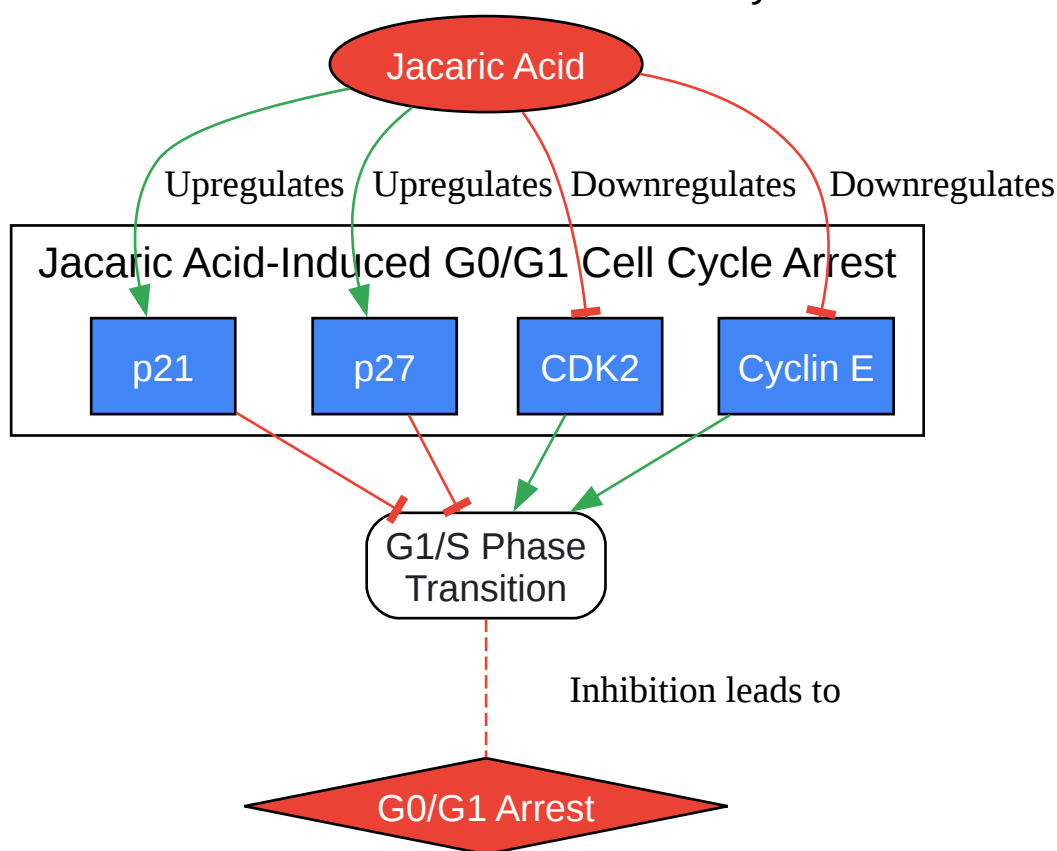 Jacaric Acid
Upregulates Upregulates Downregulates Downregulates
Jacaric Acid-Induced G0/G1 Cell Cycle Arrest
p21 p27 CDK2 Cyclin E
G1/S Phase
Transition
Inhibition leads to
G0/G1 Arrest